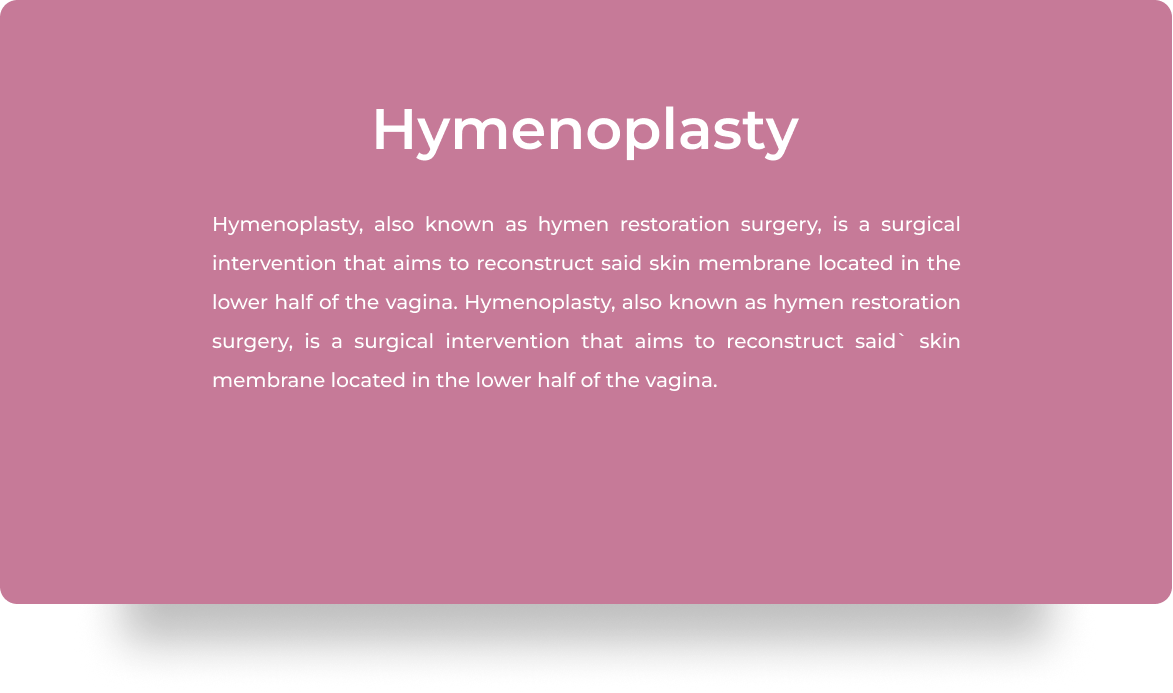 Hymenoplasty
Hymenoplasty, also known as hymen restoration surgery, is a surgical
intervention that aims to reconstruct said skin membrane located in the
lower half of the vagina. Hymenoplasty, also known as hymen restoration
surgery, is a surgical intervention that aims to reconstruct said` skin
membrane located in the lower half of the vagina.